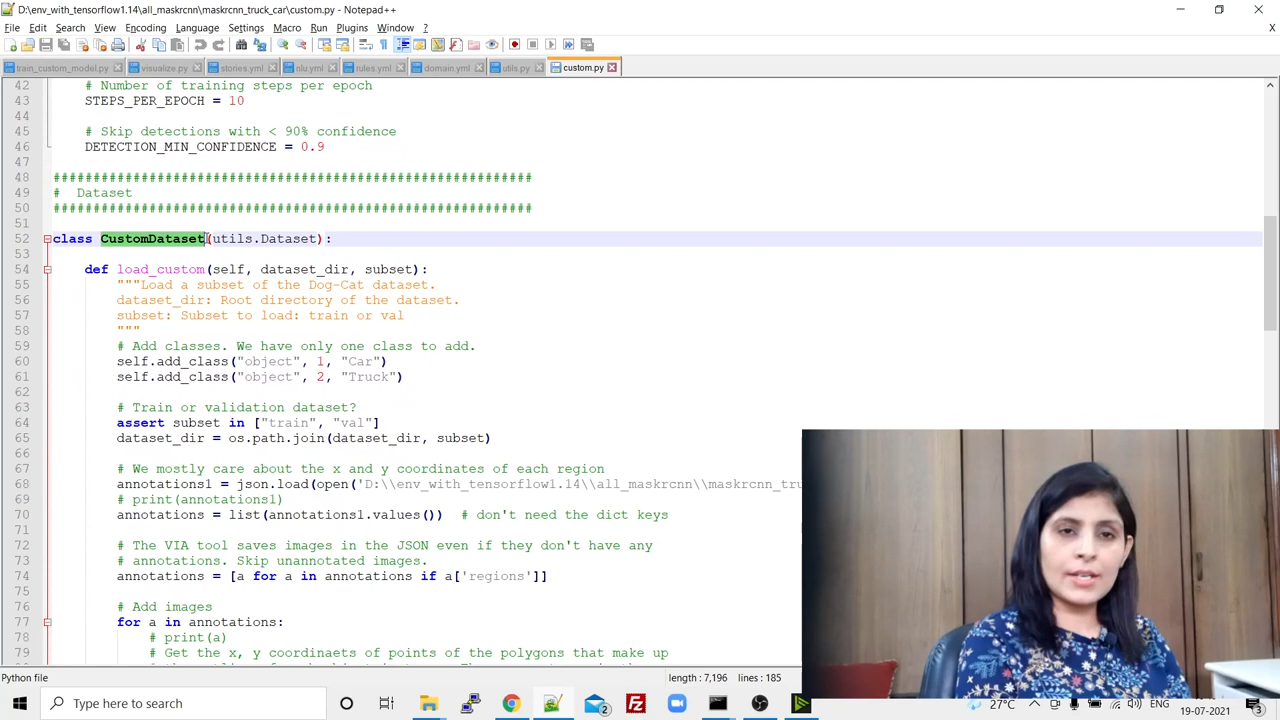 D:\env_with_tensorflow1.14\all_maskrcnn\maskrcnn_truck_car\custom.py - Notepad++
File Edit Search View Encoding Language Settings Tools Macro Run Plugins Window ?
X
train_custom_model.py visualize.py stories.yml nlu.yml rules.yml domain.yml utils.py custom.py
42 # Number of training steps per epoch
43 STEPS_PER_EPOCH = 10
44
45 # Skip detections with < 90% confidence
46 DETECTION_MIN_CONFIDENCE = 0.9
47
48 ############################################################
49 # Dataset
50 ############################################################
51
52 class CustomDataset(utils.Dataset):
53
54 def load_custom(self, dataset_dir, subset):
55 """Load a subset of the Dog-Cat dataset.
56 dataset_dir: Root directory of the dataset.
57 subset: Subset to load: train or val
58 """
59 # Add classes. We have only one class to add.
60 self.add_class("object", 1, "Car")
61 self.add_class("object", 2, "Truck")
62
63 # Train or validation dataset?
64 assert subset in ["train", "val"]
65 dataset_dir = os.path.join(dataset_dir, subset)
66
67 # We mostly care about the x and y coordinates of each region
68 annotations1 = json.load(open('D:\\env_with_tensorflow1.14\\all_maskrcnn\\maskrcnn_tru
69 # print(annotations1)
70 annotations = list(annotations1.values()) # don't need the dict keys
71
72 # The VIA tool saves images in the JSON even if they don't have any
73 # annotations. Skip unannotated images.
74 annotations = [a for a in annotations if a['regions']]
75
76 # Add images
77 for a in annotations:
78 # print(a)
79 # Get the x, y coordinaets of points of the polygons that make up
Python file length : 7,196 lines : 185
Type here to search 2 27°C ENG 19-07-2021 3